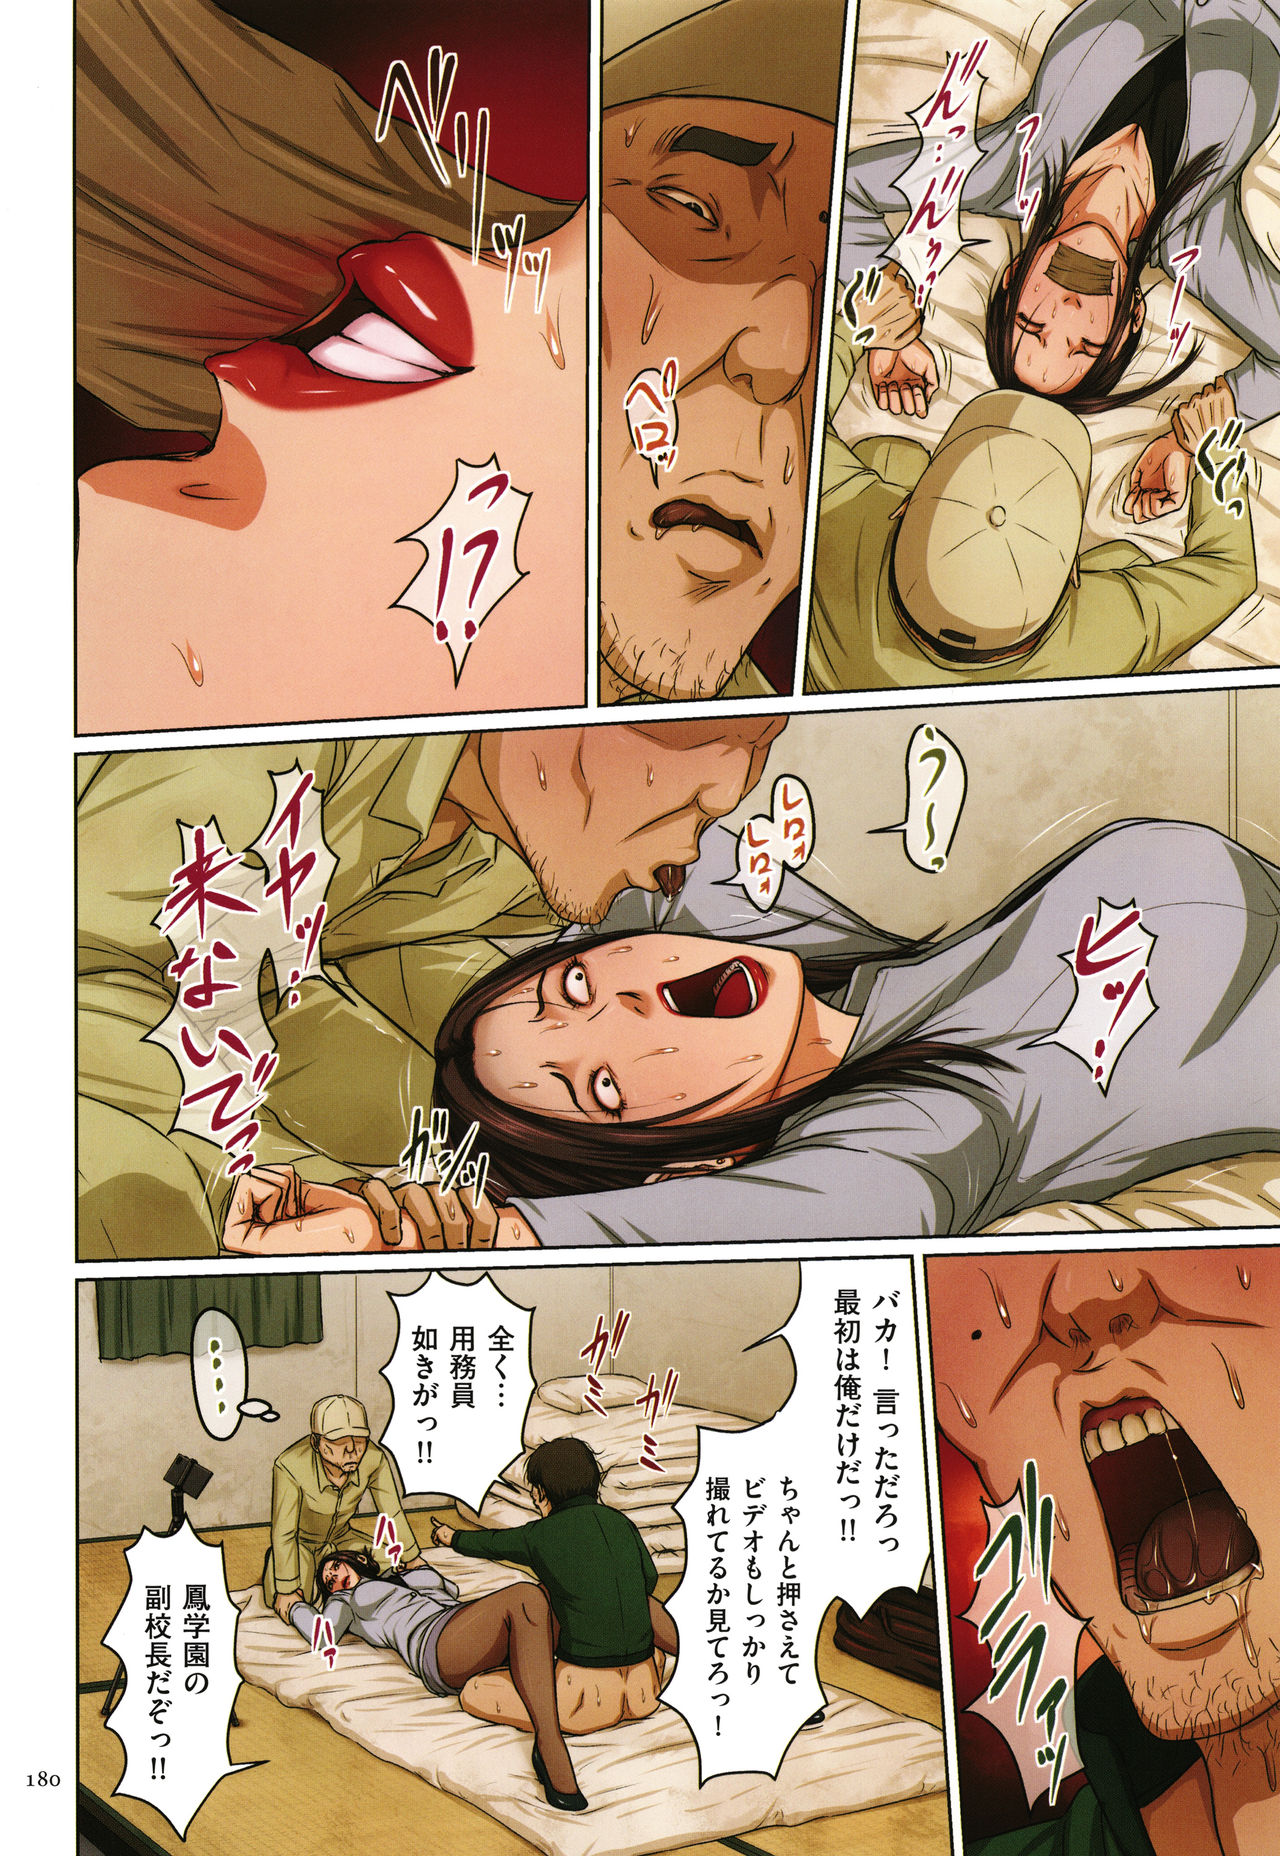 んっ…んぅ…
フーッ
フーッ
ぐっ
ぐぐっ
ペロッ
ベリ
ッッ
っ!?
う〜っ
レロォ
レロォ
ヒッ!
イヤッ!
来ないでっ
ガシッ
コラァッ
バカ！言っただろっ
最初は俺だけだっ!!
ちゃんと押さえて
ビデオもしっかり
撮れてるか見てろっ！
ガミ
ガミ
全く…
用務員
如きがっ!!
……
ハァ
ハァ
鳳学園の
副校長だぞっ!!
180